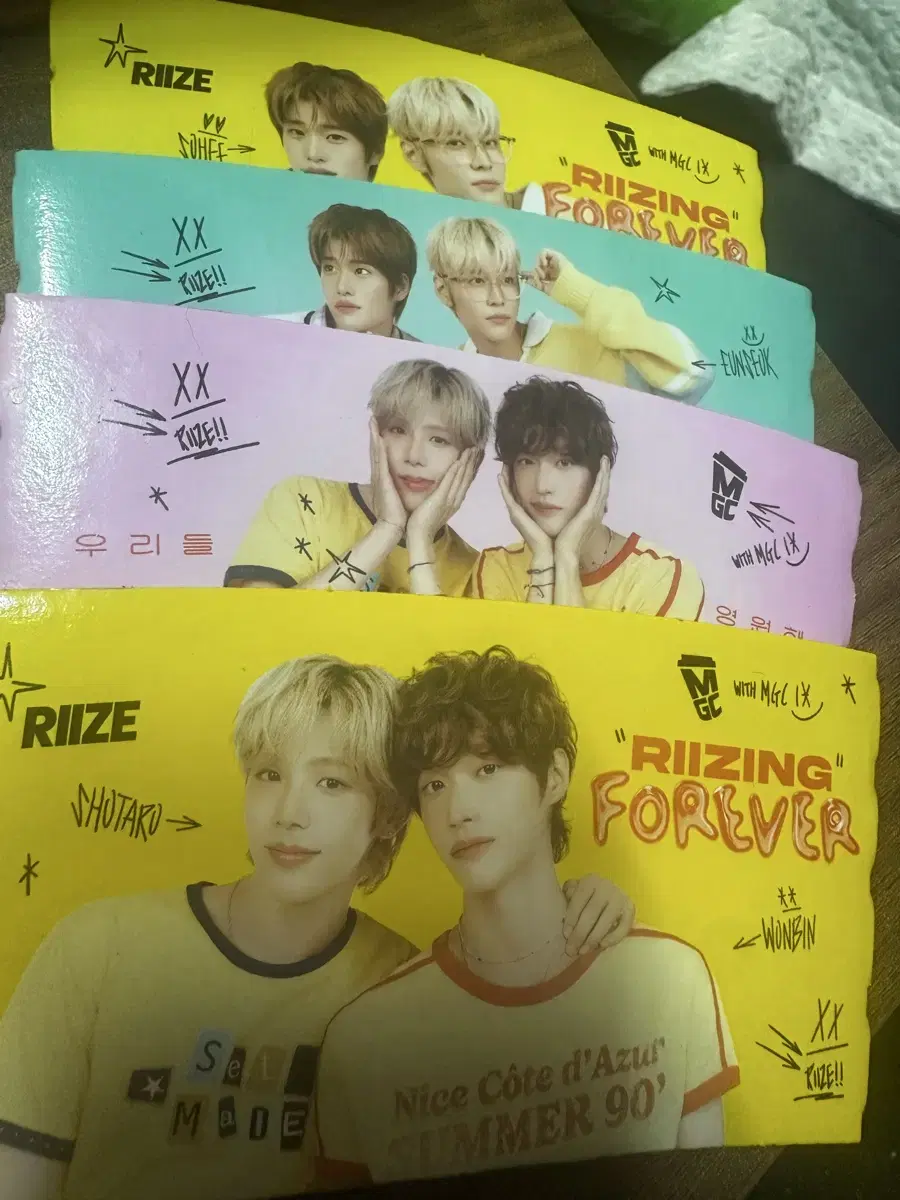 RIIZE
SOHEE
MGC
WITH MGC
"RIIZING"
FOREVER
XX
RIIZE!!
XX
EUNSEOK
XX
RIIZE!!
우리들
MGC
WITH MGC
영원해
RIIZE
SHOTARO
MGC
WITH MGC
"RIIZING"
FOREVER
WONBIN
XX
RIIZE!!
SeLF
MaDE
Nice Côte d'Azur
SUMMER 90'